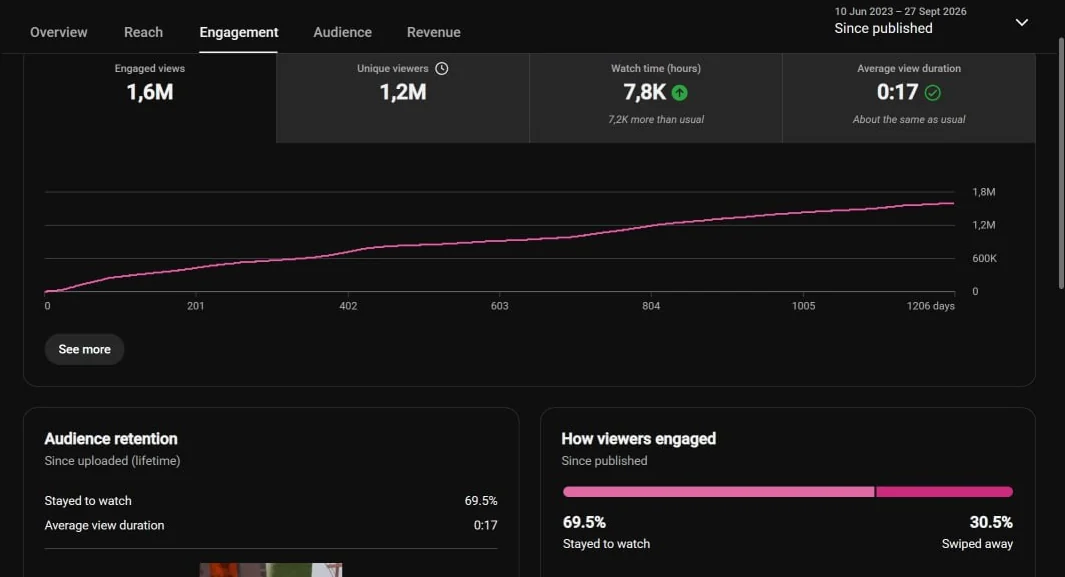 10 Jun 2023 – 27 Sept 2026
Since published
Overview Reach Engagement Audience Revenue
Engaged views
1,6M
Unique viewers
1,2M
Watch time (hours)
7,8K
7,2K more than usual
Average view duration
0:17
About the same as usual
1,8M
1,2M
600K
0
0 201 402 603 804 1005 1206 days
See more
Audience retention
Since uploaded (lifetime)
Stayed to watch 69.5%
Average view duration 0:17
How viewers engaged
Since published
69.5% 30.5%
Stayed to watch Swiped away